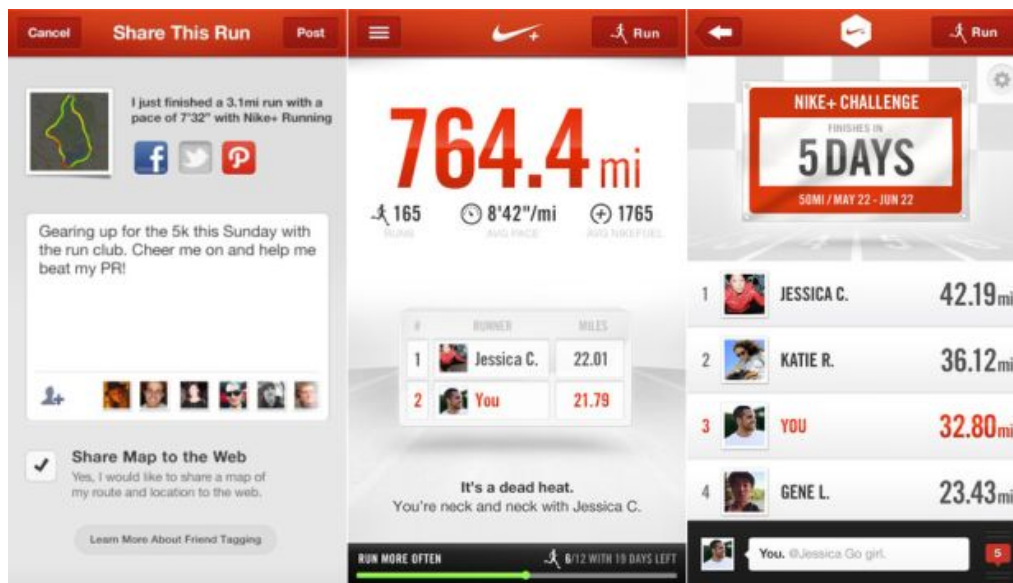 Cancel
Share This Run
Post
I just finished a 3.1mi run with a
pace of 7'32" with Nike+ Running
Gearing up for the 5k this Sunday with
the run club. Cheer me on and help me
beat my PR!
Share Map to the Web
Yes, I would like to share a map of
my route and location to the web.
Learn More About Friend Tagging
Run
764.4 mi
165
8'42"/mi
1765
RUNS
AVG PACE
AVG NIKEFUEL
# RUNNER MILES
1 Jessica C. 22.01
2 You 21.79
It's a dead heat.
You're neck and neck with Jessica C.
RUN MORE OFTEN
6/12 WITH 19 DAYS LEFT
Run
NIKE+ CHALLENGE
FINISHES IN
5 DAYS
50MI / MAY 22 - JUN 22
1 JESSICA C. 42.19mi
2 KATIE R. 36.12mi
3 YOU 32.80mi
4 GENE L. 23.43mi
You. @Jessica Go girl.
5